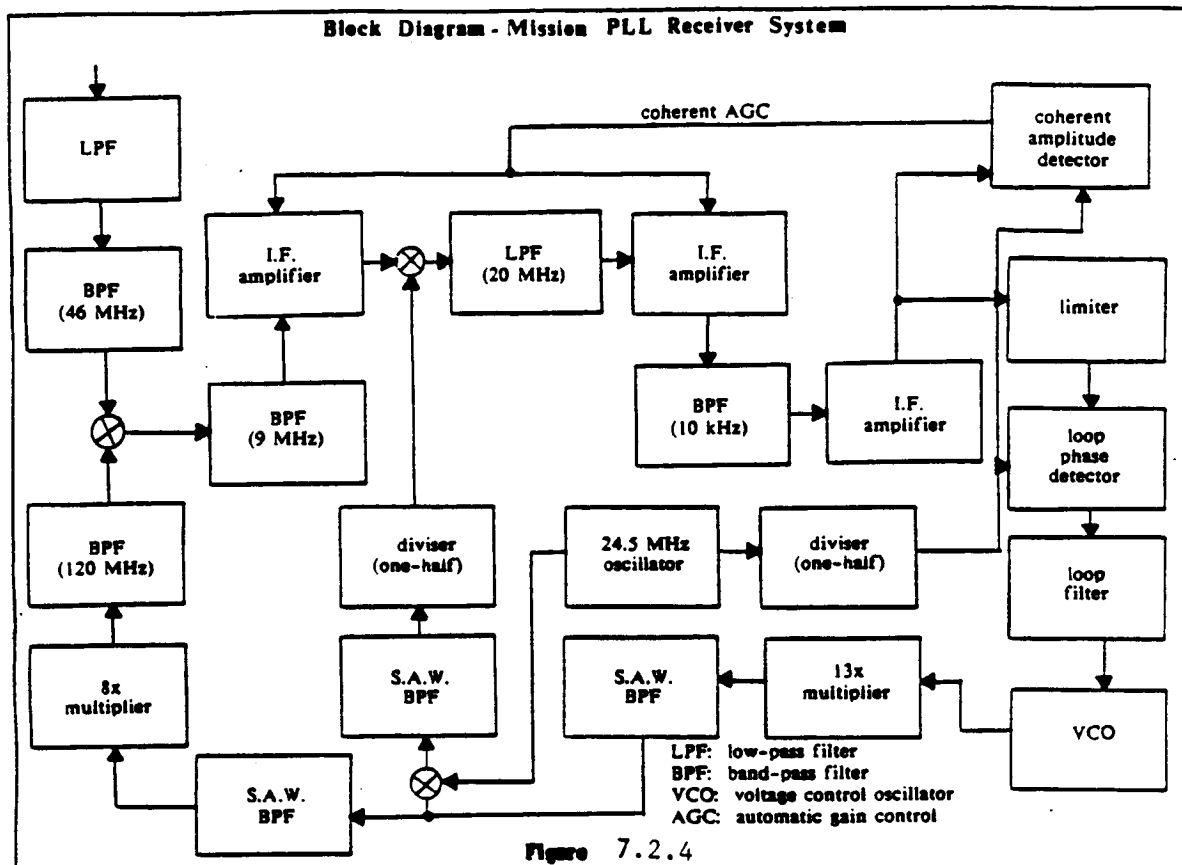 Block Diagram - Mission PLL Receiver System
LPF
coherent AGC
coherent
amplitude
detector
BPF
(46 MHz)
I.F.
amplifier
LPF
(20 MHz)
I.F.
amplifier
limiter
BPF
(9 MHz)
BPF
(10 kHz)
I.F.
amplifier
loop
phase
detector
BPF
(120 MHz)
diviser
(one-half)
24.5 MHz
oscillator
diviser
(one-half)
loop
filter
8x
multiplier
S.A.W.
BPF
S.A.W.
BPF
13x
multiplier
VCO
S.A.W.
BPF
LPF: low-pass filter
BPF: band-pass filter
VCO: voltage control oscillator
AGC: automatic gain control
Figure 7.2.4